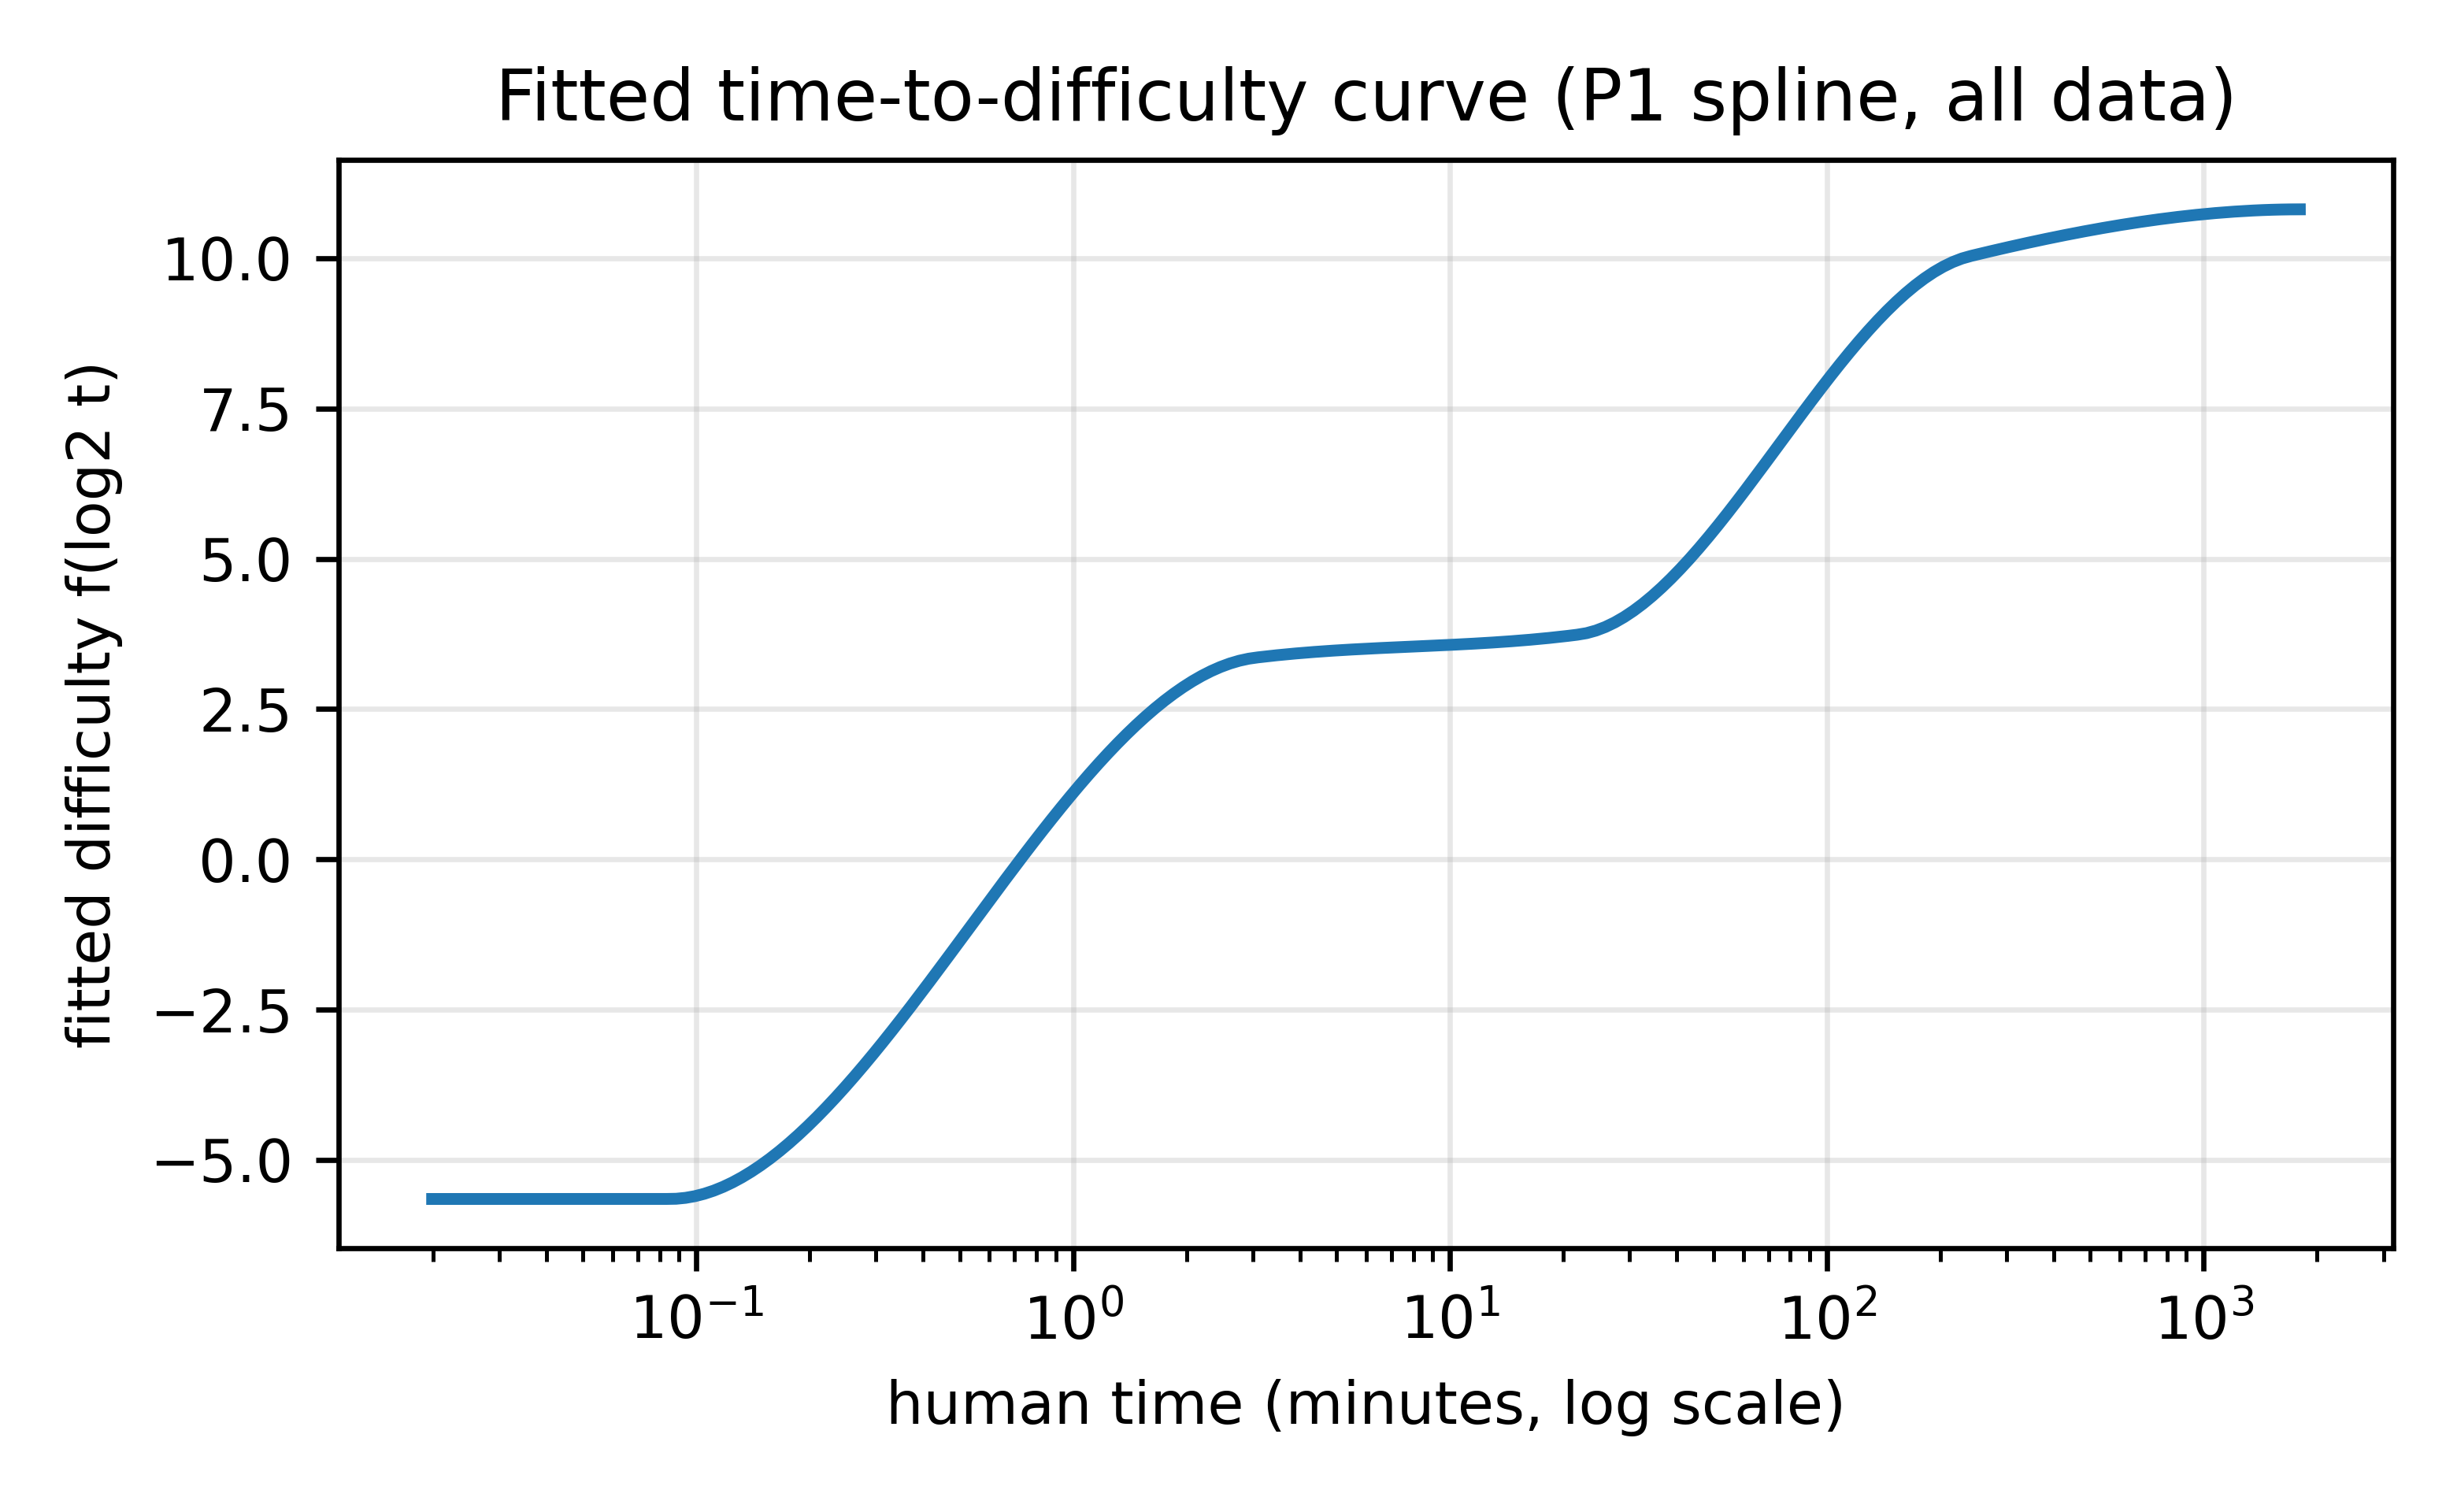 Fitted time-to-difficulty curve (P1 spline, all data)
fitted difficulty f(log2 t)
10.0
7.5
5.0
2.5
0.0
−2.5
−5.0
10⁻¹ 10⁰ 10¹ 10² 10³
human time (minutes, log scale)